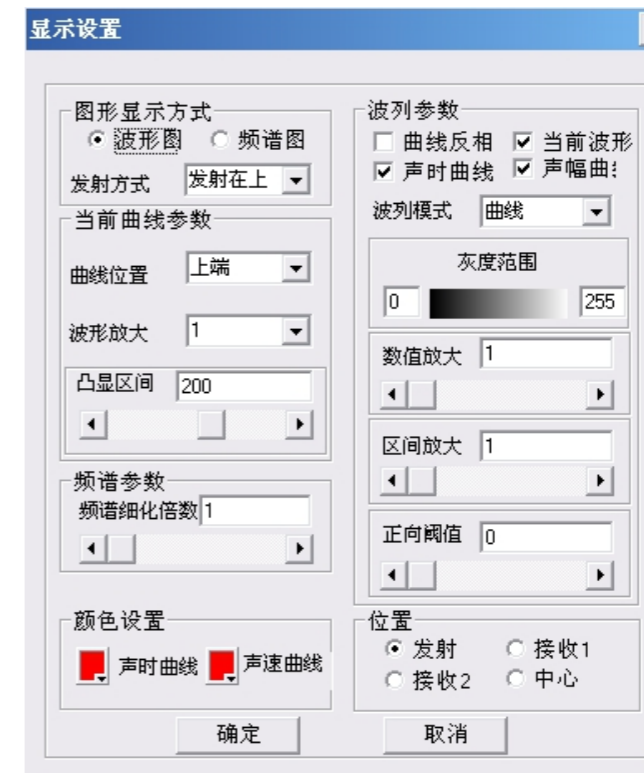 显示设置
图形显示方式
波形图 频谱图
发射方式 发射在上
当前曲线参数
曲线位置 上端
波形放大 1
凸显区间 200
频谱参数
频谱细化倍数 1
颜色设置
声时曲线 声速曲线
波列参数
曲线反相 当前波形
声时曲线 声幅曲
波列模式 曲线
灰度范围
0 255
数值放大 1
区间放大 1
正向阈值 0
位置
发射 接收1
接收2 中心
确定 取消